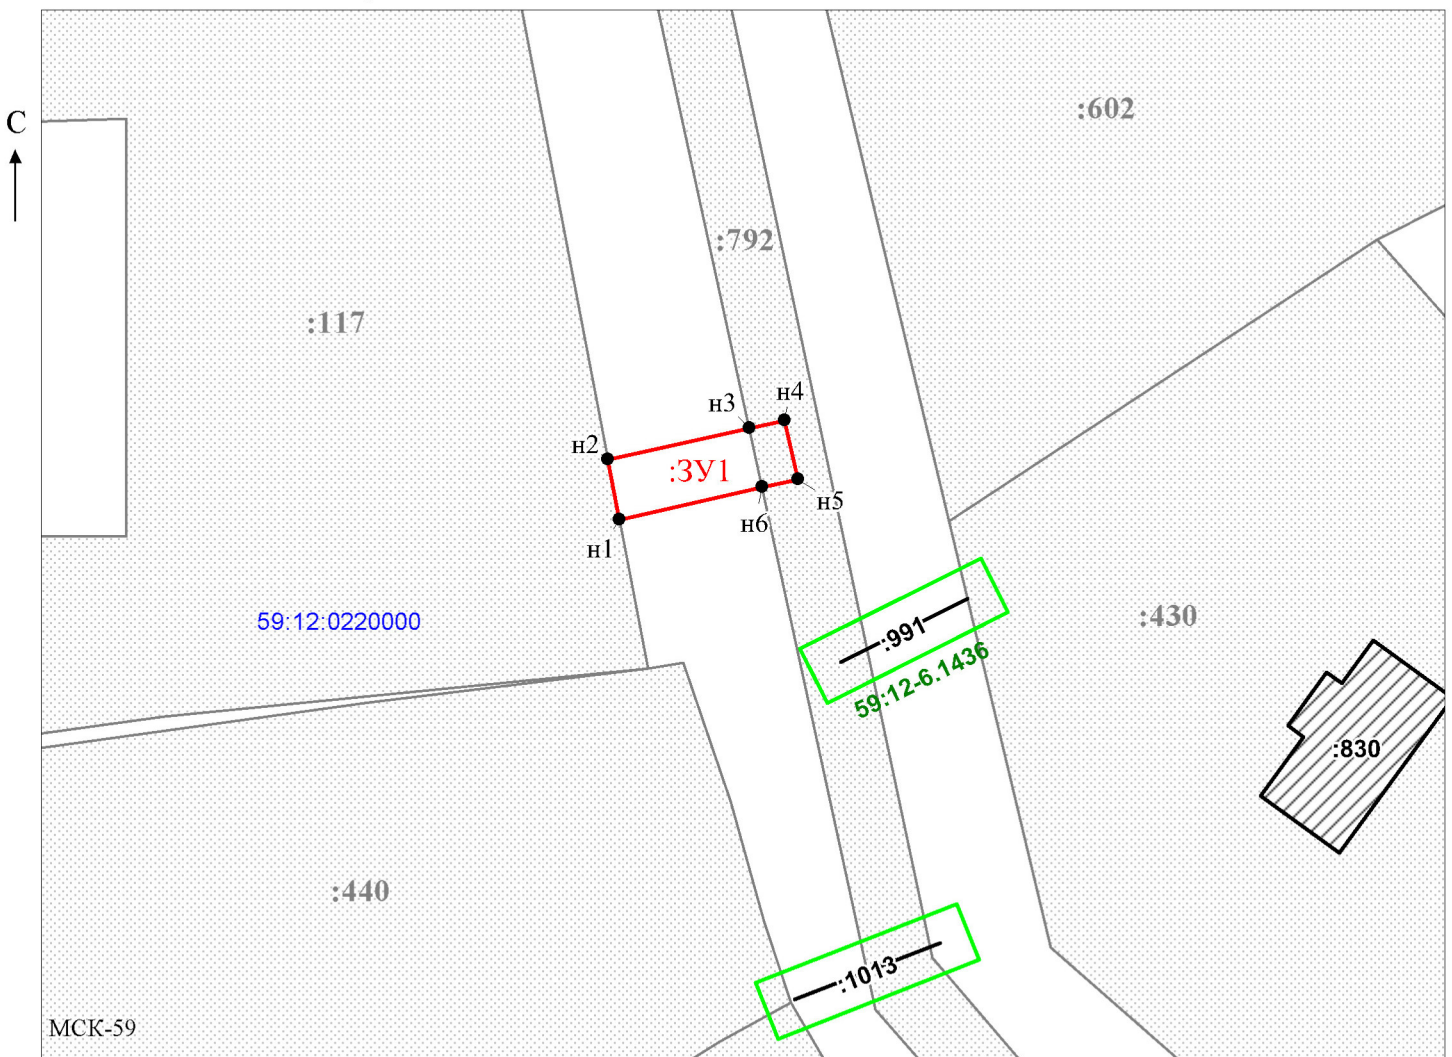 С
:602
:792
:117
н3
н4
н2
:ЗУ1
н5
н6
н1
59:12:0220000
:430
:991
59:12-6.1436
:830
:440
:1013
МСК-59